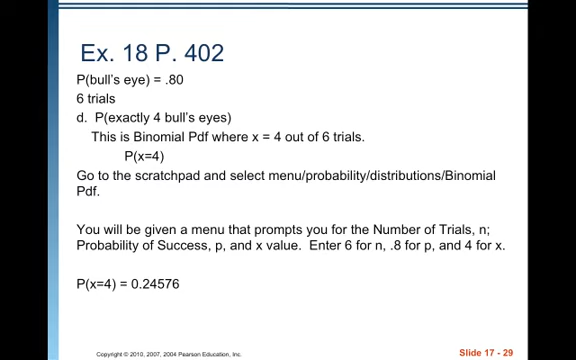 Ex. 18 P. 402
P(bull's eye) = .80
6 trials
d. P(exactly 4 bull's eyes)
This is Binomial Pdf where x = 4 out of 6 trials.
P(x=4)
Go to the scratchpad and select menu/probability/distributions/Binomial
Pdf.
You will be given a menu that prompts you for the Number of Trials, n;
Probability of Success, p, and x value. Enter 6 for n, .8 for p, and 4 for x.
P(x=4) = 0.24576
Copyright © 2010, 2007, 2004 Pearson Education, Inc.
Slide 17 - 29